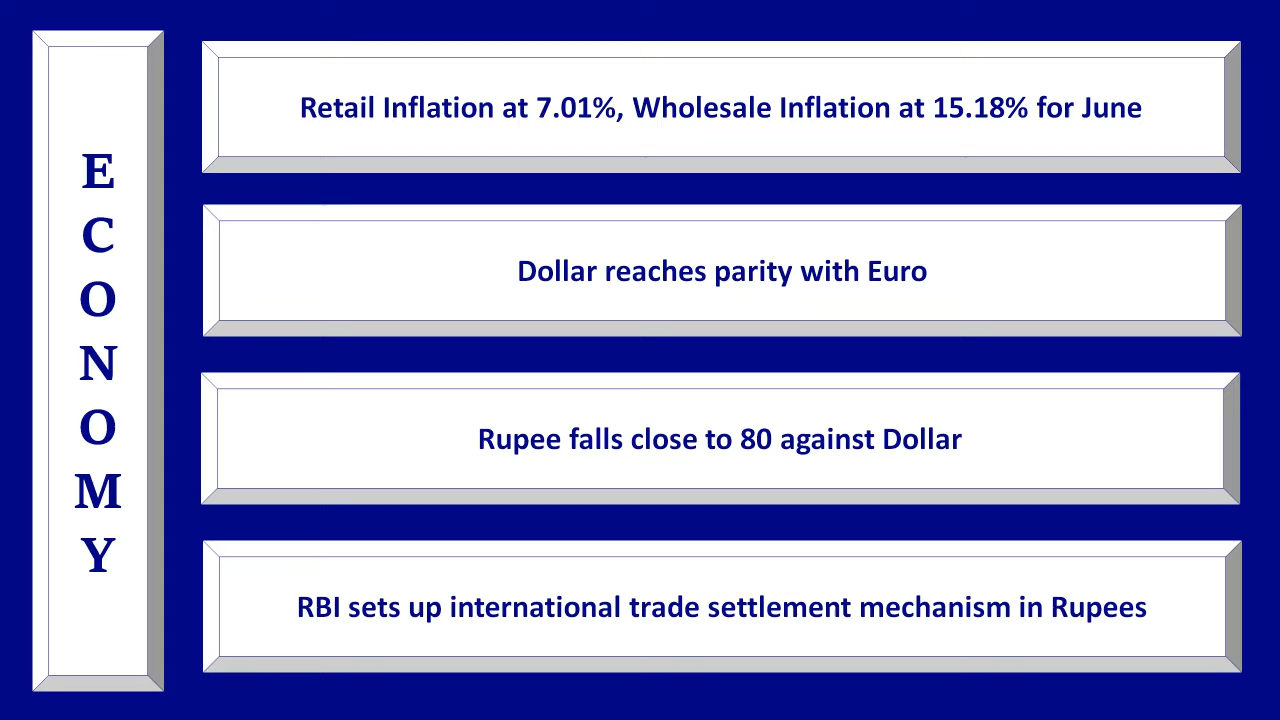 ECONOMY
Retail Inflation at 7.01%, Wholesale Inflation at 15.18% for June
Dollar reaches parity with Euro
Rupee falls close to 80 against Dollar
RBI sets up international trade settlement mechanism in Rupees